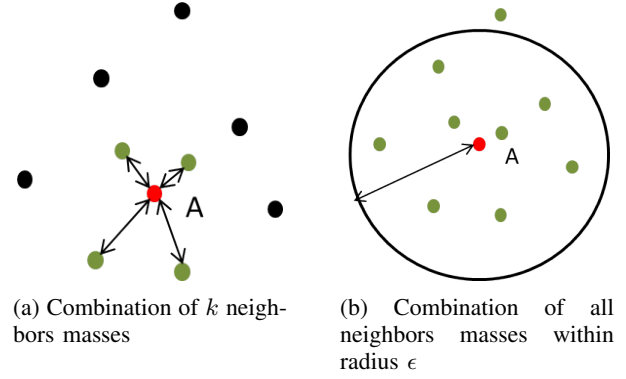 A
A
(a) Combination of k neigh-
bors masses
(b) Combination of all
neighbors masses within
radius ϵ